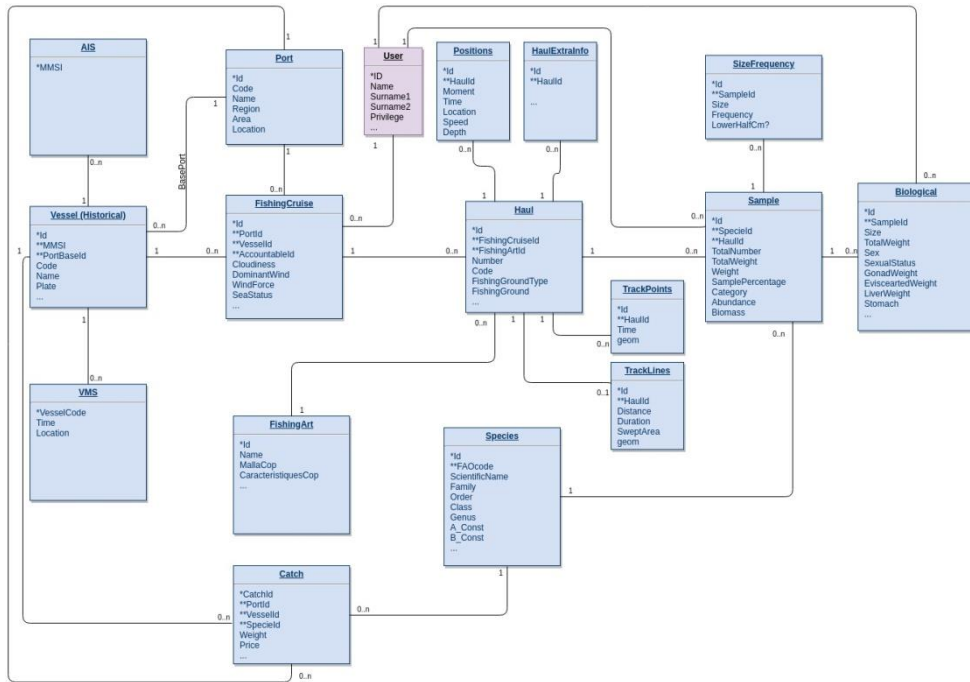 AIS
*MMSI
Port
*Id
Code
Name
Region
Area
Location
User
*ID
Name
Surname1
Surname2
Privilege
...
Positions
*Id
**HaulId
Moment
Time
Location
Speed
Depth
HaulExtraInfo
*Id
**HaulId
...
SizeFrequency
*Id
**SampleId
Size
Frequency
LowerHalfCm?
Vessel (Historical)
*Id
**MMSI
**PortBaseId
Code
Name
Plate
...
FishingCruise
*Id
**PortId
**VesselId
**AccountableId
Cloudiness
DominantWind
WindForce
SeaStatus
...
Haul
*Id
**FishingCruiseId
**FishingArtId
Number
Code
FishingGroundType
FishingGround
...
Sample
*Id
**SpecieId
**HaulId
TotalNumber
TotalWeight
Weight
SamplePercentage
Category
Abundance
Biomass
Biological
*Id
**SampleId
Size
TotalWeight
Sex
SexualStatus
GonadWeight
EvisceartedWeight
LiverWeight
Stomach
...
TrackPoints
*Id
**HaulId
Time
geom
TrackLines
*Id
**HaulId
Distance
Duration
SweptArea
geom
VMS
*VesselCode
Time
Location
FishingArt
*Id
Name
MallaCop
CaracteristiquesCop
...
Species
*Id
**FAOcode
ScientificName
Family
Order
Class
Genus
A_Const
B_Const
...
Catch
*CatchId
**PortId
**VesselId
**SpecieId
Weight
Price
...
BasePort
1
1
1
1
1
1
0..n
1
0..n
0..n
0..n
0..n
0..n
1
0..n
1
0..n
1
1
1
0..n
0..n
1
0..n
1
0..n
1
0..n
1
0..n
1
0..n
1
1
0..n
0..n
0..n
0..1
1
1
1
0..n
0..n
0..n